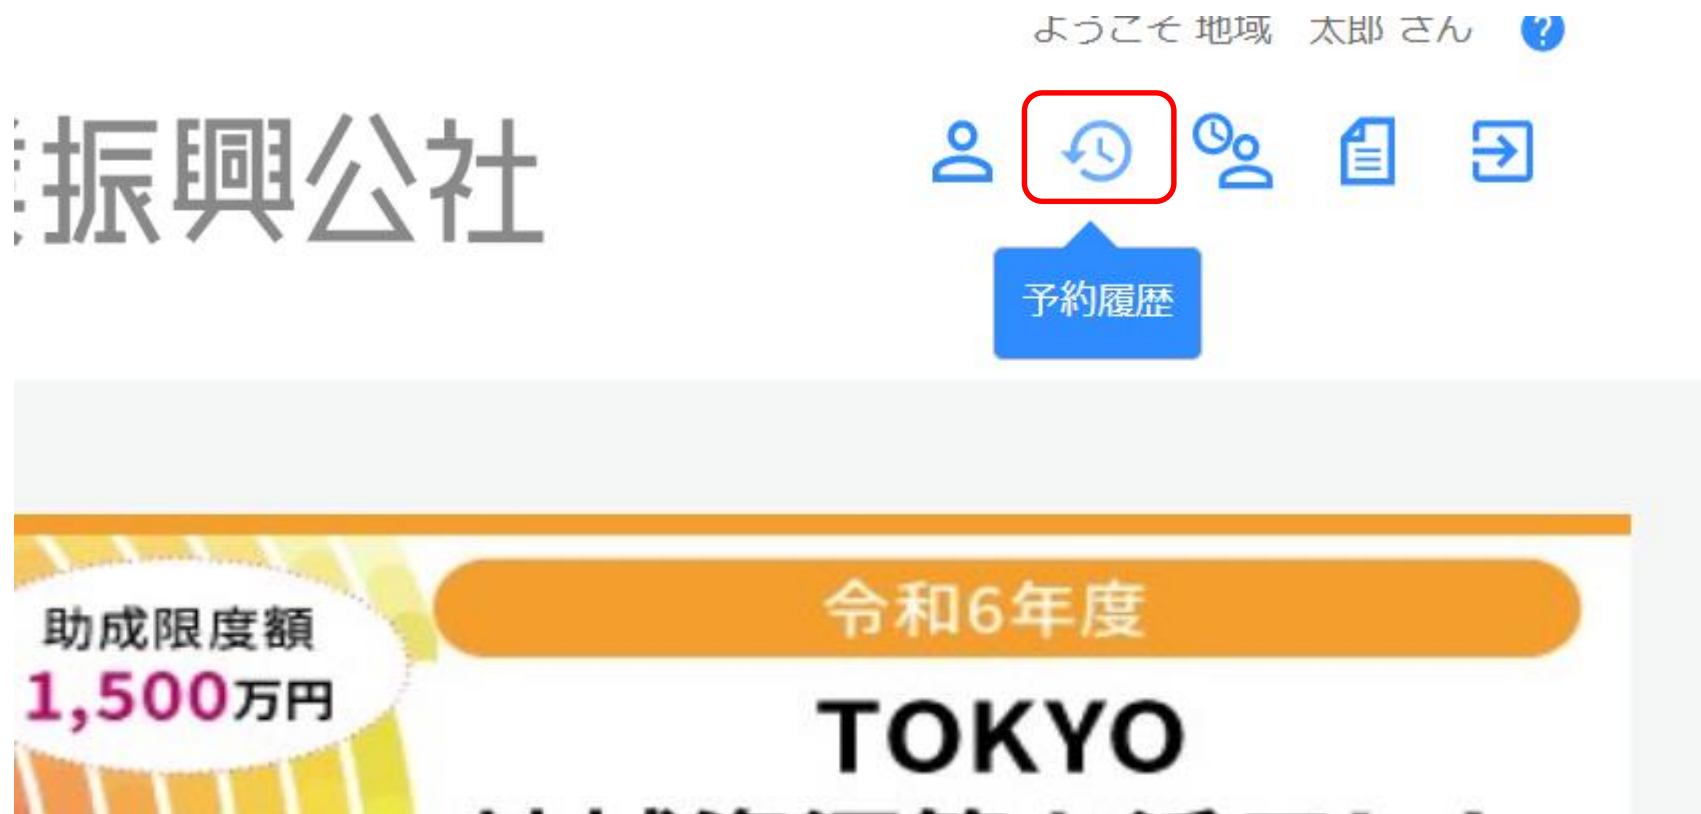 ようこそ 地域 太郎 さん
振興公社
予約履歴
令和6年度
助成限度額
1,500万円
TOKYO